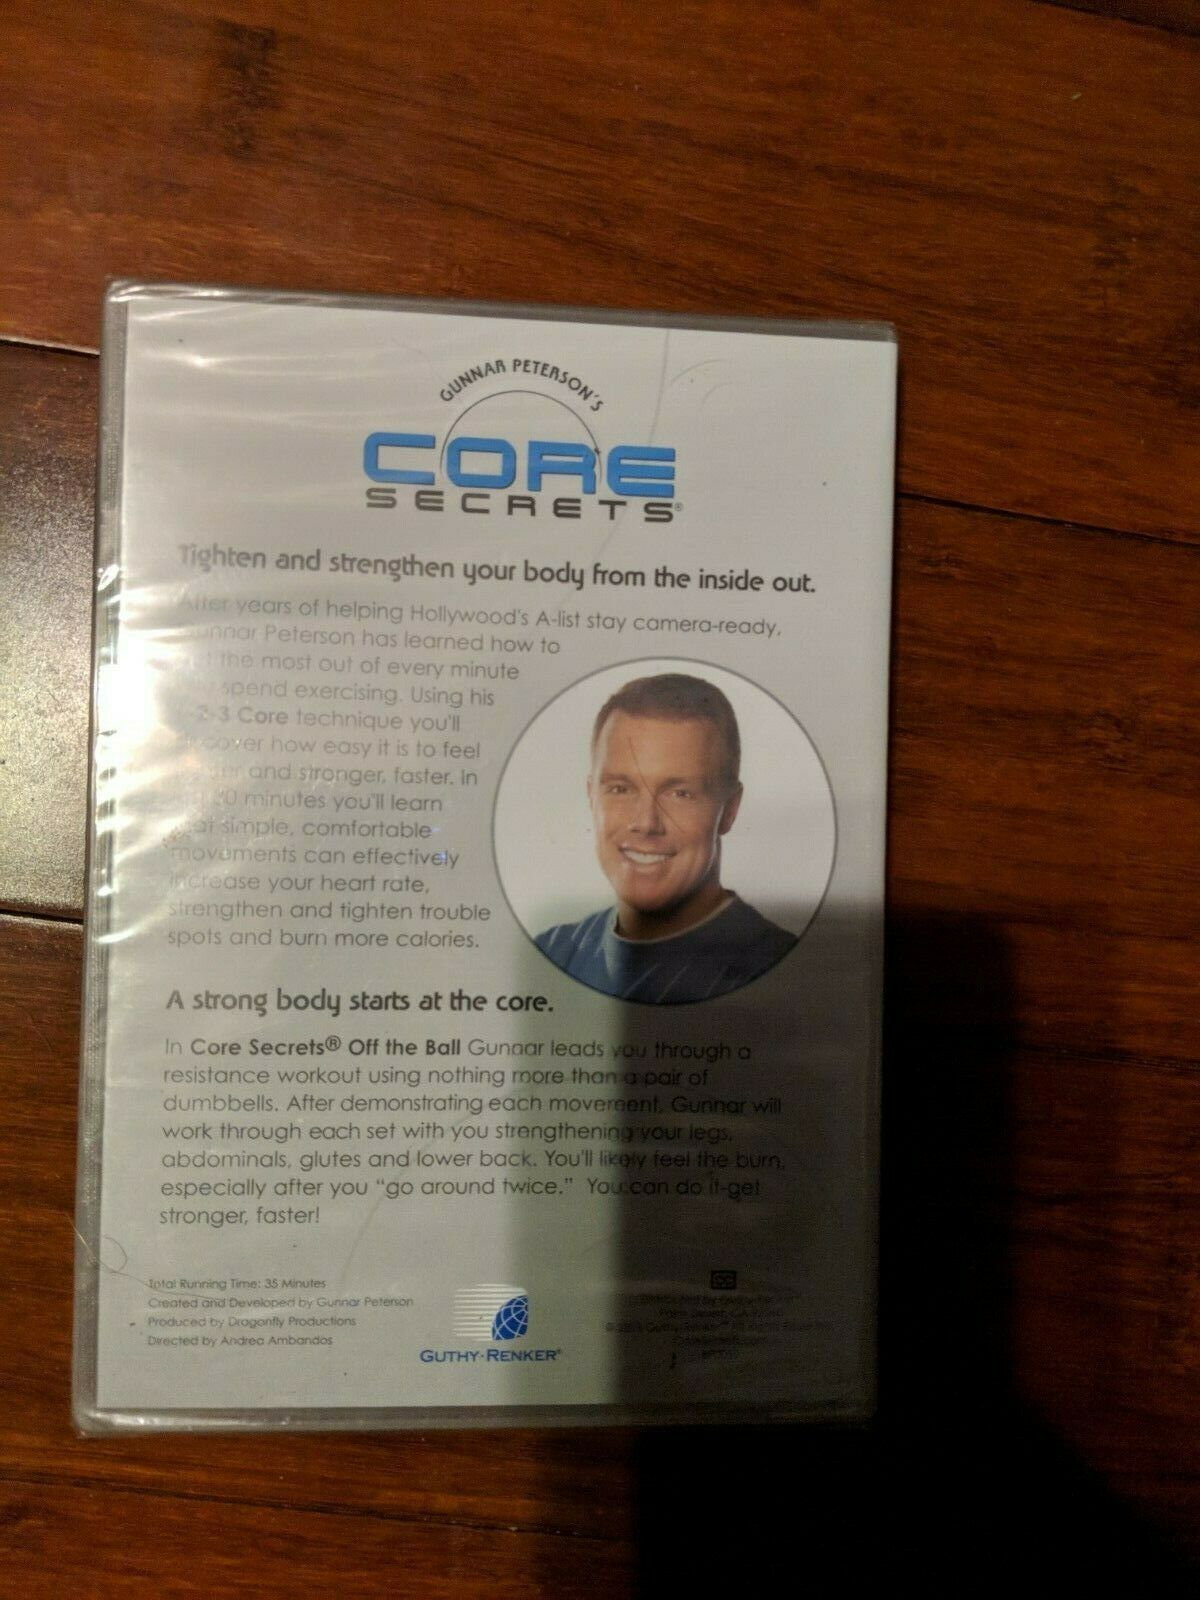 GUNNAR PETERSON'S
CORE
SECRETS®
Tighten and strengthen your body from the inside out.
After years of helping Hollywood's A-list stay camera-ready,
Gunnar Peterson has learned how to
the most out of every minute
spend exercising. Using his
1-2-3 Core technique you'll
discover how easy it is to feel
and stronger, faster. In
30 minutes you'll learn
simple, comfortable
movements can effectively
increase your heart rate,
strengthen and tighten trouble
spots and burn more calories.
A strong body starts at the core.
In Core Secrets® Off the Ball Gunnar leads you through a
resistance workout using nothing more than a pair of
dumbbells. After demonstrating each movement, Gunnar will
work through each set with you strengthening your legs,
abdominals, glutes and lower back. You'll likely feel the burn,
especially after you “go around twice.” You can do it-get
stronger, faster!
Total Running Time: 35 Minutes
Created and Developed by Gunnar Peterson
Produced by Dragonfly Productions
Directed by Andrea Ambandos
GUTHY-RENKER®